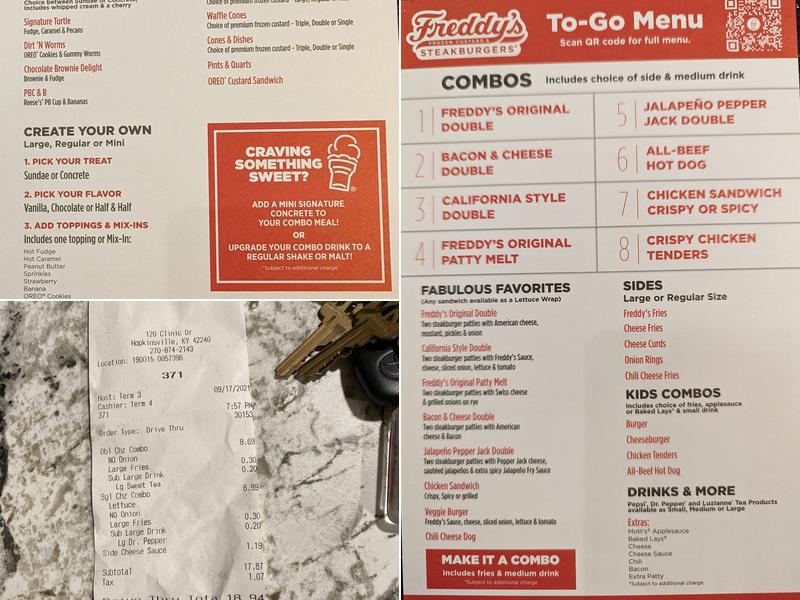 includes whipped cream & a cherry
Signature Turtle
Fudge, Caramel & Pecans
Dirt 'N Worms
OREO® Cookies & Gummy Worms
Chocolate Brownie Delight
Brownie & Fudge
PBC & B
Reese's® PB Cup & Bananas
Waffle Cones
Choice of premium frozen custard - Triple, Double or Single
Cones & Dishes
Choice of premium frozen custard - Triple, Double or Single
Pints & Quarts
OREO® Custard Sandwich
CREATE YOUR OWN
Large, Regular or Mini
1. PICK YOUR TREAT
Sundae or Concrete
2. PICK YOUR FLAVOR
Vanilla, Chocolate or Half & Half
3. ADD TOPPINGS & MIX-INS
Includes one topping or Mix-In:
Hot Fudge
Hot Caramel
Peanut Butter
Sprinkles
Strawberry
Banana
OREO® Cookies
CRAVING
SOMETHING
SWEET?
ADD A MINI SIGNATURE
CONCRETE TO
YOUR COMBO MEAL!
OR
UPGRADE YOUR COMBO DRINK TO A
REGULAR SHAKE OR MALT!
*Subject to additional charge
Freddy's
FROZEN CUSTARD &
STEAKBURGERS®
To-Go Menu
Scan QR code for full menu.
COMBOS Includes choice of side & medium drink
1 FREDDY'S ORIGINAL
DOUBLE
2 BACON & CHEESE
DOUBLE
3 CALIFORNIA STYLE
DOUBLE
4 FREDDY'S ORIGINAL
PATTY MELT
5 JALAPEÑO PEPPER
JACK DOUBLE
6 ALL-BEEF
HOT DOG
7 CHICKEN SANDWICH
CRISPY OR SPICY
8 CRISPY CHICKEN
TENDERS
FABULOUS FAVORITES
(Any sandwich available as a Lettuce Wrap)
Freddy's Original Double
Two steakburger patties with American cheese,
mustard, pickles & onion
California Style Double
Two steakburger patties with Freddy's Sauce,
cheese, sliced onion, lettuce & tomato
Freddy's Original Patty Melt
Two steakburger patties with Swiss cheese
& grilled onions on rye
Bacon & Cheese Double
Two steakburger patties with American
cheese & Bacon
Jalapeño Pepper Jack Double
Two steakburger patties with Pepper Jack cheese,
sautéed jalapeños & extra spicy Jalapeño Fry Sauce
Chicken Sandwich
Crispy, Spicy or grilled
Veggie Burger
Freddy's Sauce, cheese, sliced onion, lettuce & tomato
Chili Cheese Dog
MAKE IT A COMBO
Includes fries & medium drink
*Subject to additional charge
SIDES
Large or Regular Size
Freddy's Fries
Cheese Fries
Cheese Curds
Onion Rings
Chili Cheese Fries
KIDS COMBOS
Includes choice of fries, applesauce
or Baked Lays® & small drink
Burger
Cheeseburger
Chicken Tenders
All-Beef Hot Dog
DRINKS & MORE
Pepsi®, Dr. Pepper® and Luzianne® Tea Products
available as Small, Medium or Large
Extras:
Mott's® Applesauce
Baked Lays®
Cheese
Cheese Sauce
Chili
Bacon
Extra Patty
*Subject to additional charge
120 Clinic Dr
Hopkinsville, KY 42240
270-874-2143
Location: 190015 0057396
371
09/17/2021
Host: Term 3
Cashier: Term 4 7:57 PM
371 30153
Order Type: Drive Thru
Dbl Chz Combo 8.69
NO Onion
Large Fries 0.30
Sub Large Drink 0.20
Lg Sweet Tea
Sgl Chz Combo 6.99
Lettuce
NO Onion
Large Fries 0.30
Sub Large Drink 0.20
Lg Dr. Pepper
Side Cheese Sauce 1.19
Subtotal 17.87
Tax 1.07
Drive Thru Tota 18.94